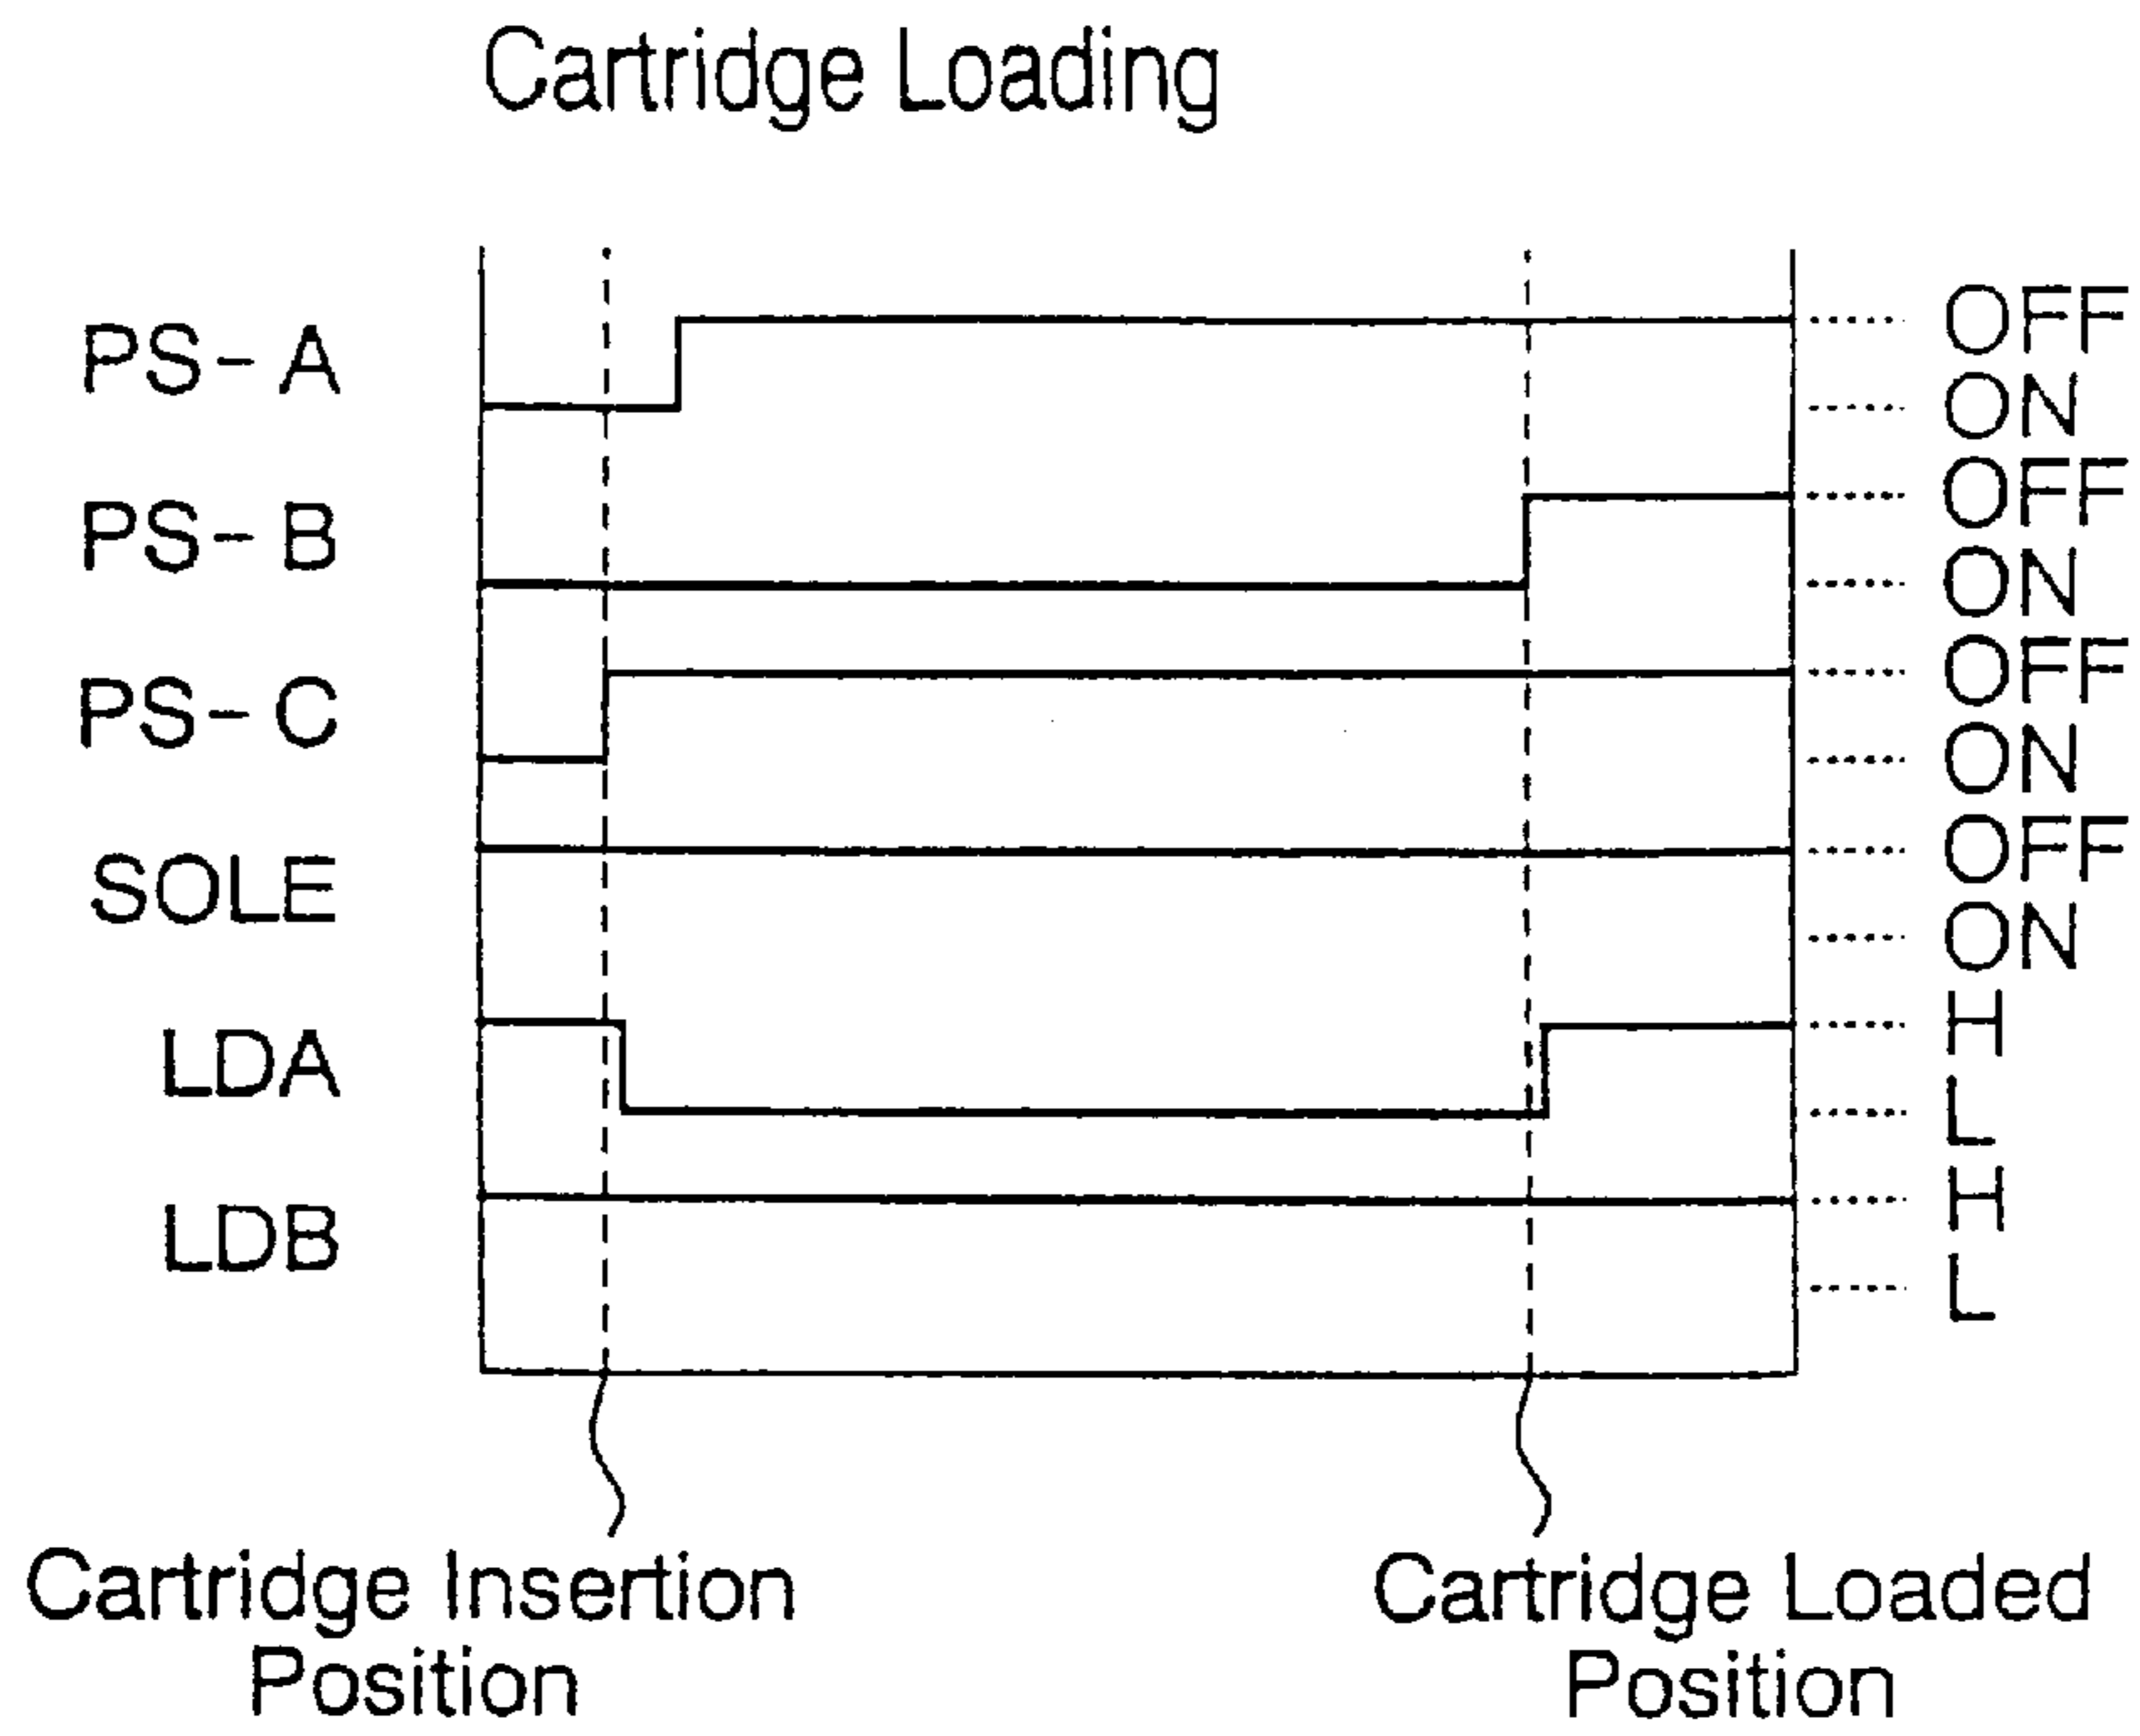 Cartridge Loading
PS-A
OFF
ON
PS-B
OFF
ON
PS-C
OFF
ON
SOLE
OFF
ON
LDA
H
L
LDB
H
L
Cartridge Insertion
Position
Cartridge Loaded
Position